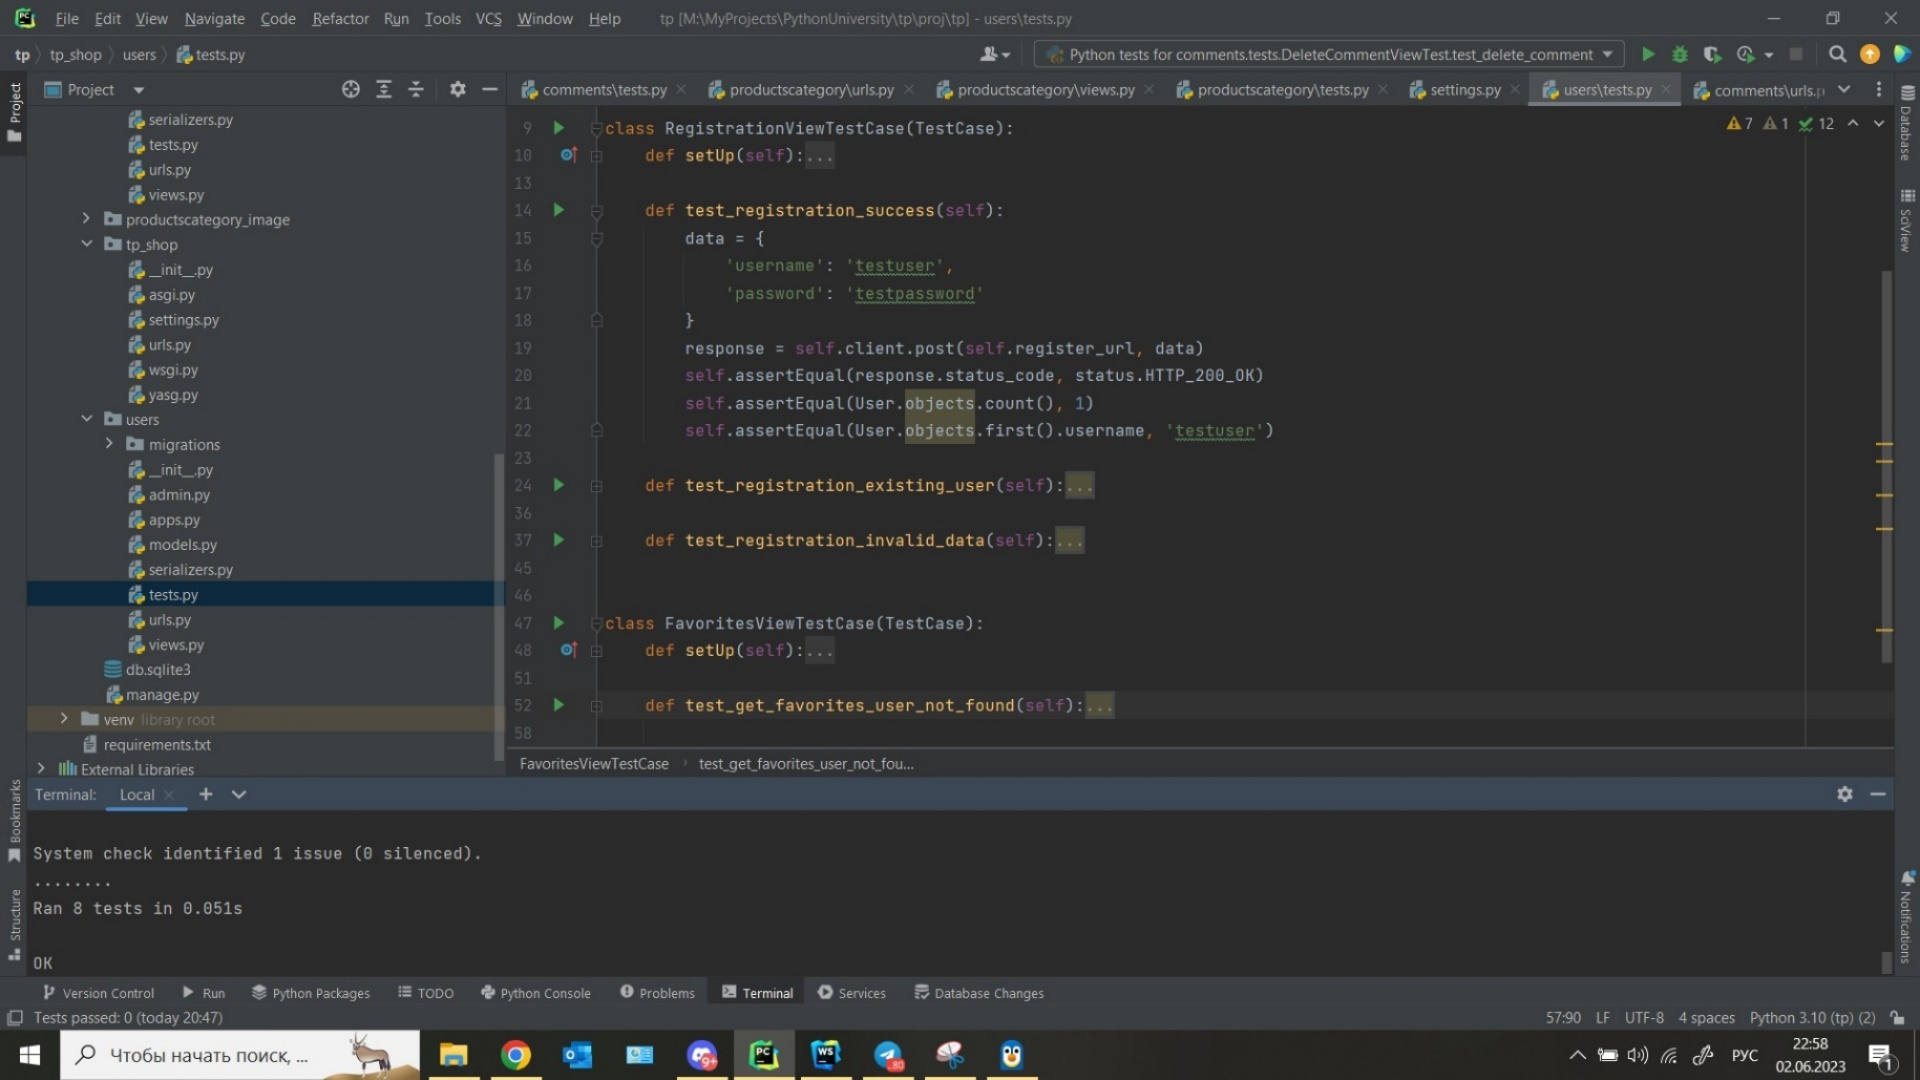 File Edit View Navigate Code Refactor Run Tools VCS Window Help tp [M:\MyProjects\PythonUniversity\tp\proj\tp] - users\tests.py
tp tp_shop users tests.py Python tests for comments.tests.DeleteCommentViewTest.test_delete_comment
Project
comments\tests.py productscategory\urls.py productscategory\views.py productscategory\tests.py settings.py users\tests.py comments\urls.p
Project
Database
SciView
Notifications
Bookmarks
Structure
serializers.py
tests.py
urls.py
views.py
productscategory_image
tp_shop
__init__.py
asgi.py
settings.py
urls.py
wsgi.py
yasg.py
users
migrations
__init__.py
admin.py
apps.py
models.py
serializers.py
tests.py
urls.py
views.py
db.sqlite3
manage.py
venv library root
requirements.txt
External Libraries
7 1 12
9 class RegistrationViewTestCase(TestCase):
10 def setUp(self):...
13
14 def test_registration_success(self):
15 data = {
16 'username': 'testuser',
17 'password': 'testpassword'
18 }
19 response = self.client.post(self.register_url, data)
20 self.assertEqual(response.status_code, status.HTTP_200_OK)
21 self.assertEqual(User.objects.count(), 1)
22 self.assertEqual(User.objects.first().username, 'testuser')
23
24 def test_registration_existing_user(self):...
36
37 def test_registration_invalid_data(self):...
45
46
47 class FavoritesViewTestCase(TestCase):
48 def setUp(self):...
51
52 def test_get_favorites_user_not_found(self):...
58
FavoritesViewTestCase test_get_favorites_user_not_fou...
Terminal: Local
System check identified 1 issue (0 silenced).
........
Ran 8 tests in 0.051s
OK
Version Control Run Python Packages TODO Python Console Problems Terminal Services Database Changes
Tests passed: 0 (today 20:47) 57:90 LF UTF-8 4 spaces Python 3.10 (tp) (2)
Чтобы начать поиск, ... РУС 22:58
02.06.2023